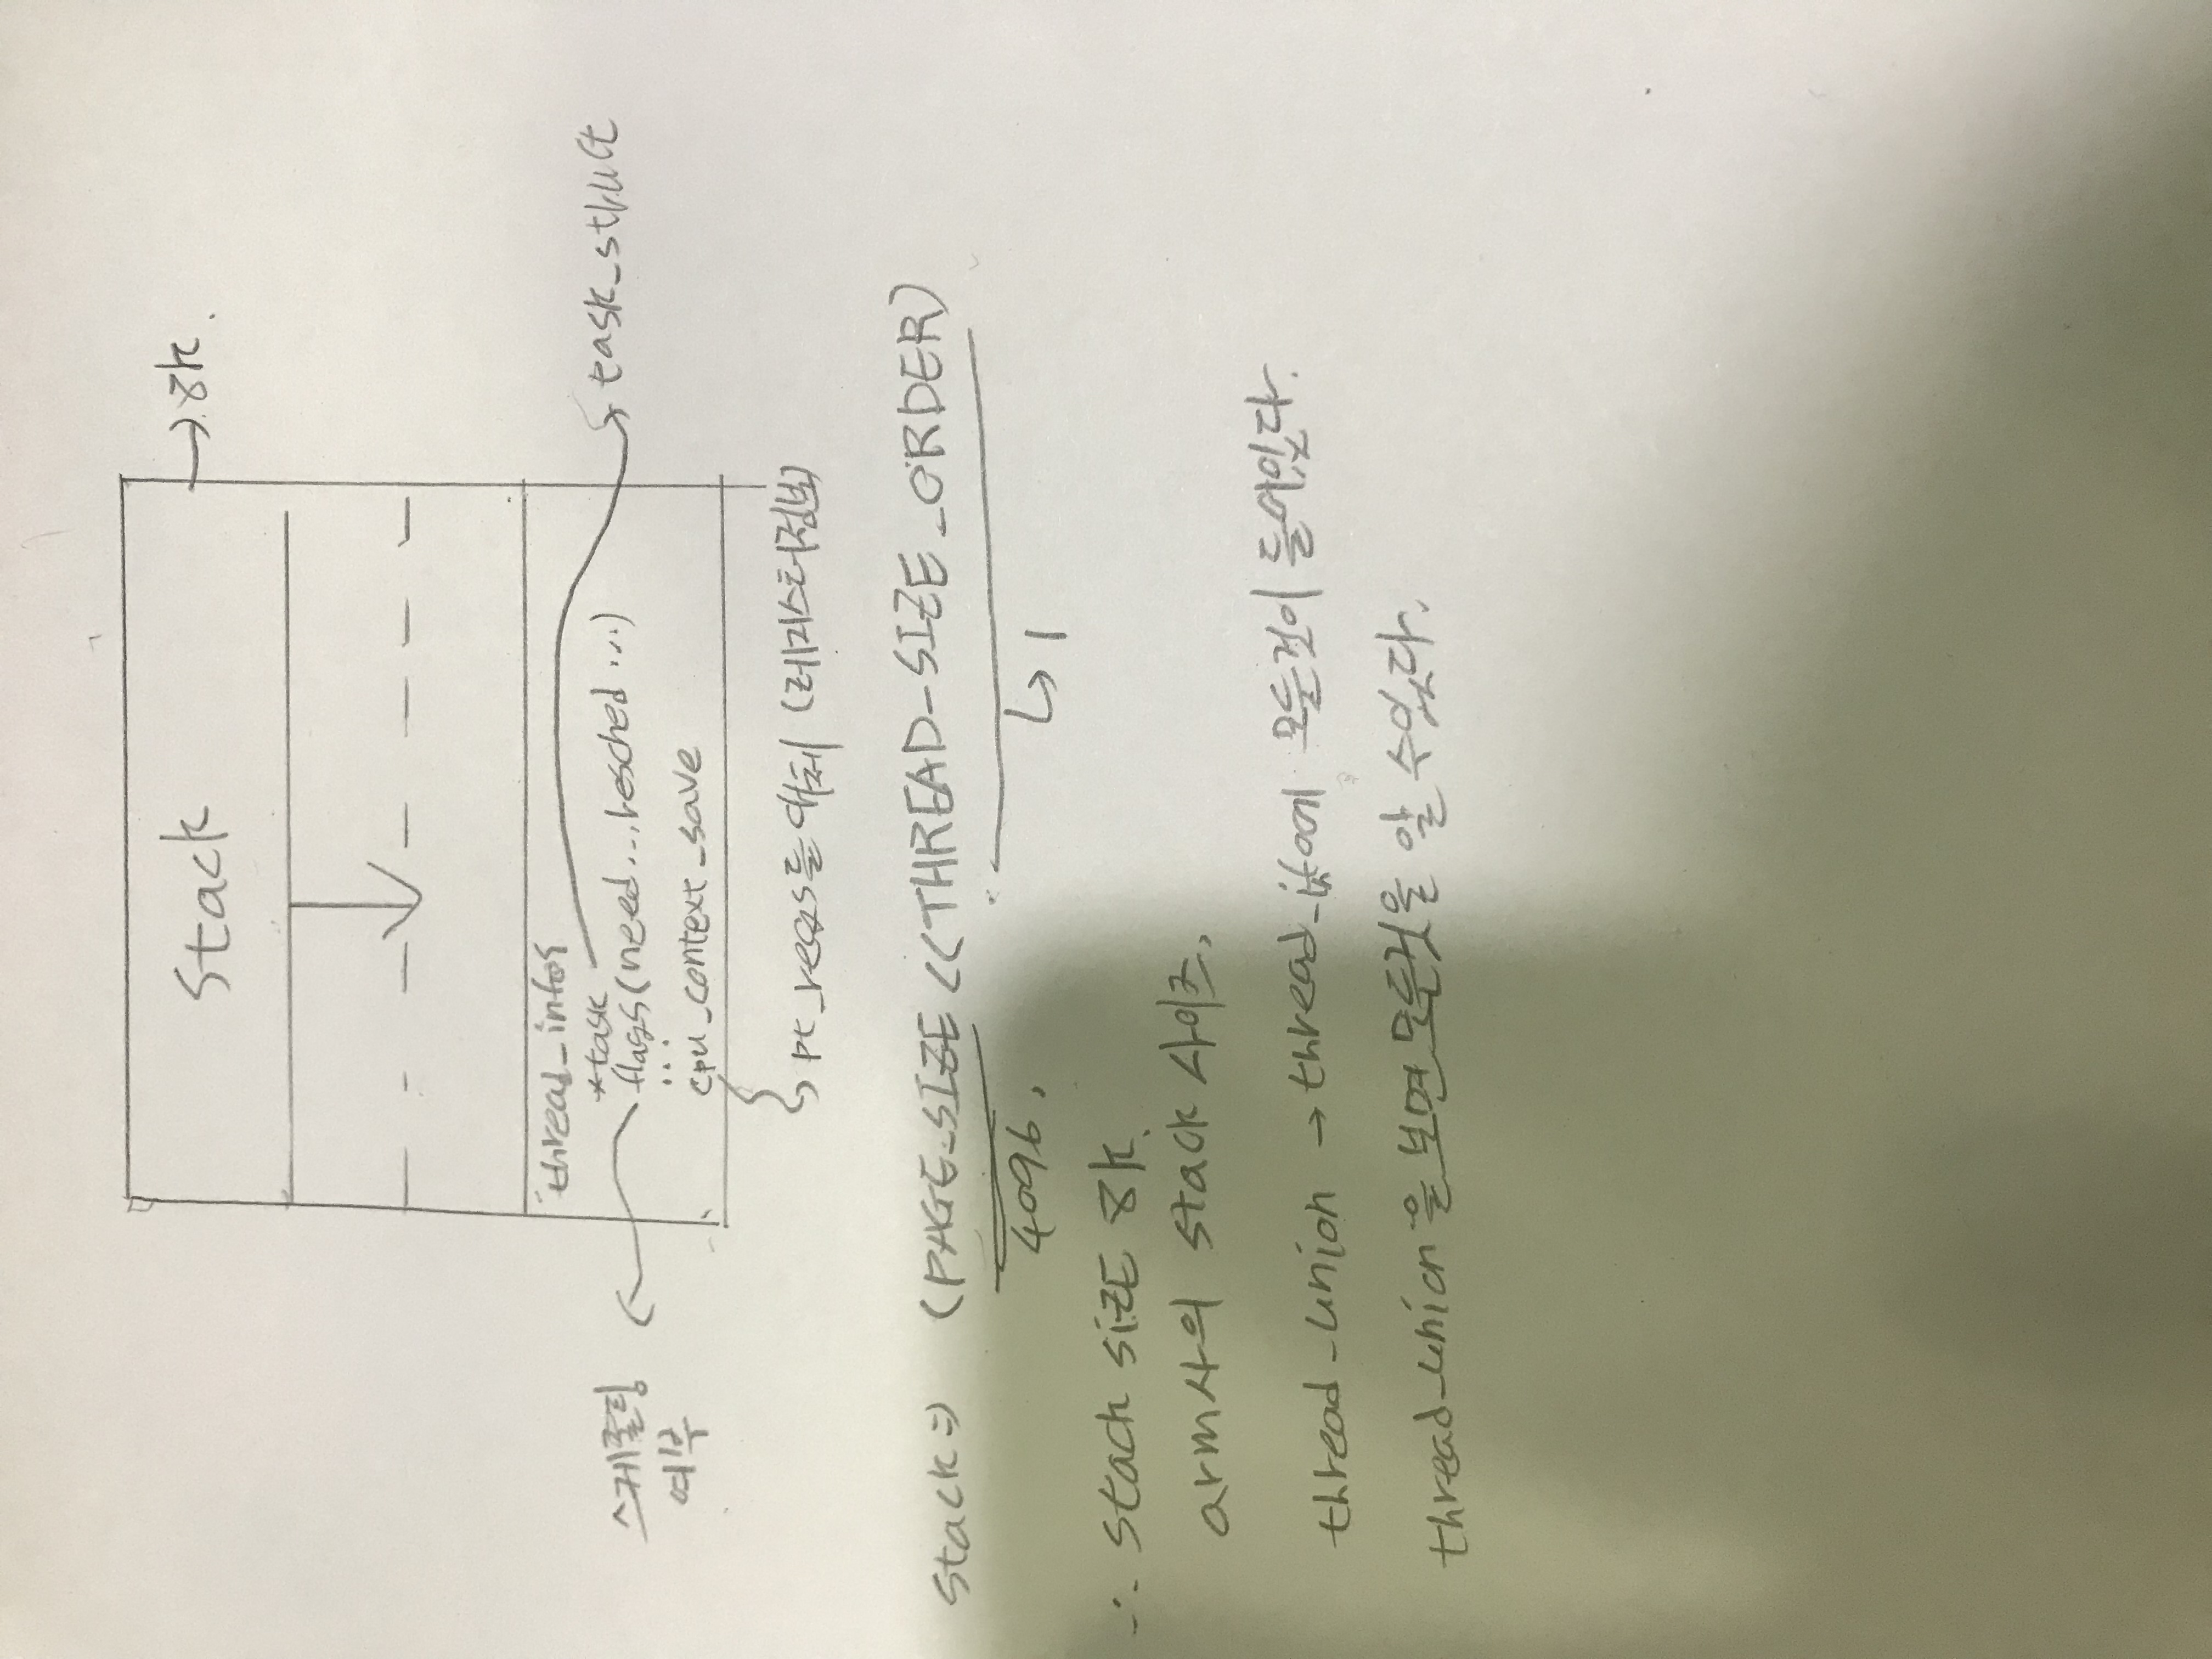 Stack
→ 8k.
thread_info {
*task
→ task_struct
스케쥴링
여부
flags(need...resched ...)
...
cpu_context_save
pt_regs를 대체 (레지스터정보)
stack ⇒ (PAGE_SIZE << THREAD_SIZE_ORDER)
4096,
↳ 1
∴ stack SIZE 8k.
arm사의 stack 사이즈,
thread_union → thread_info에 모든것이 들어있다.
thread_union을 보면 모든것을 알 수있다.